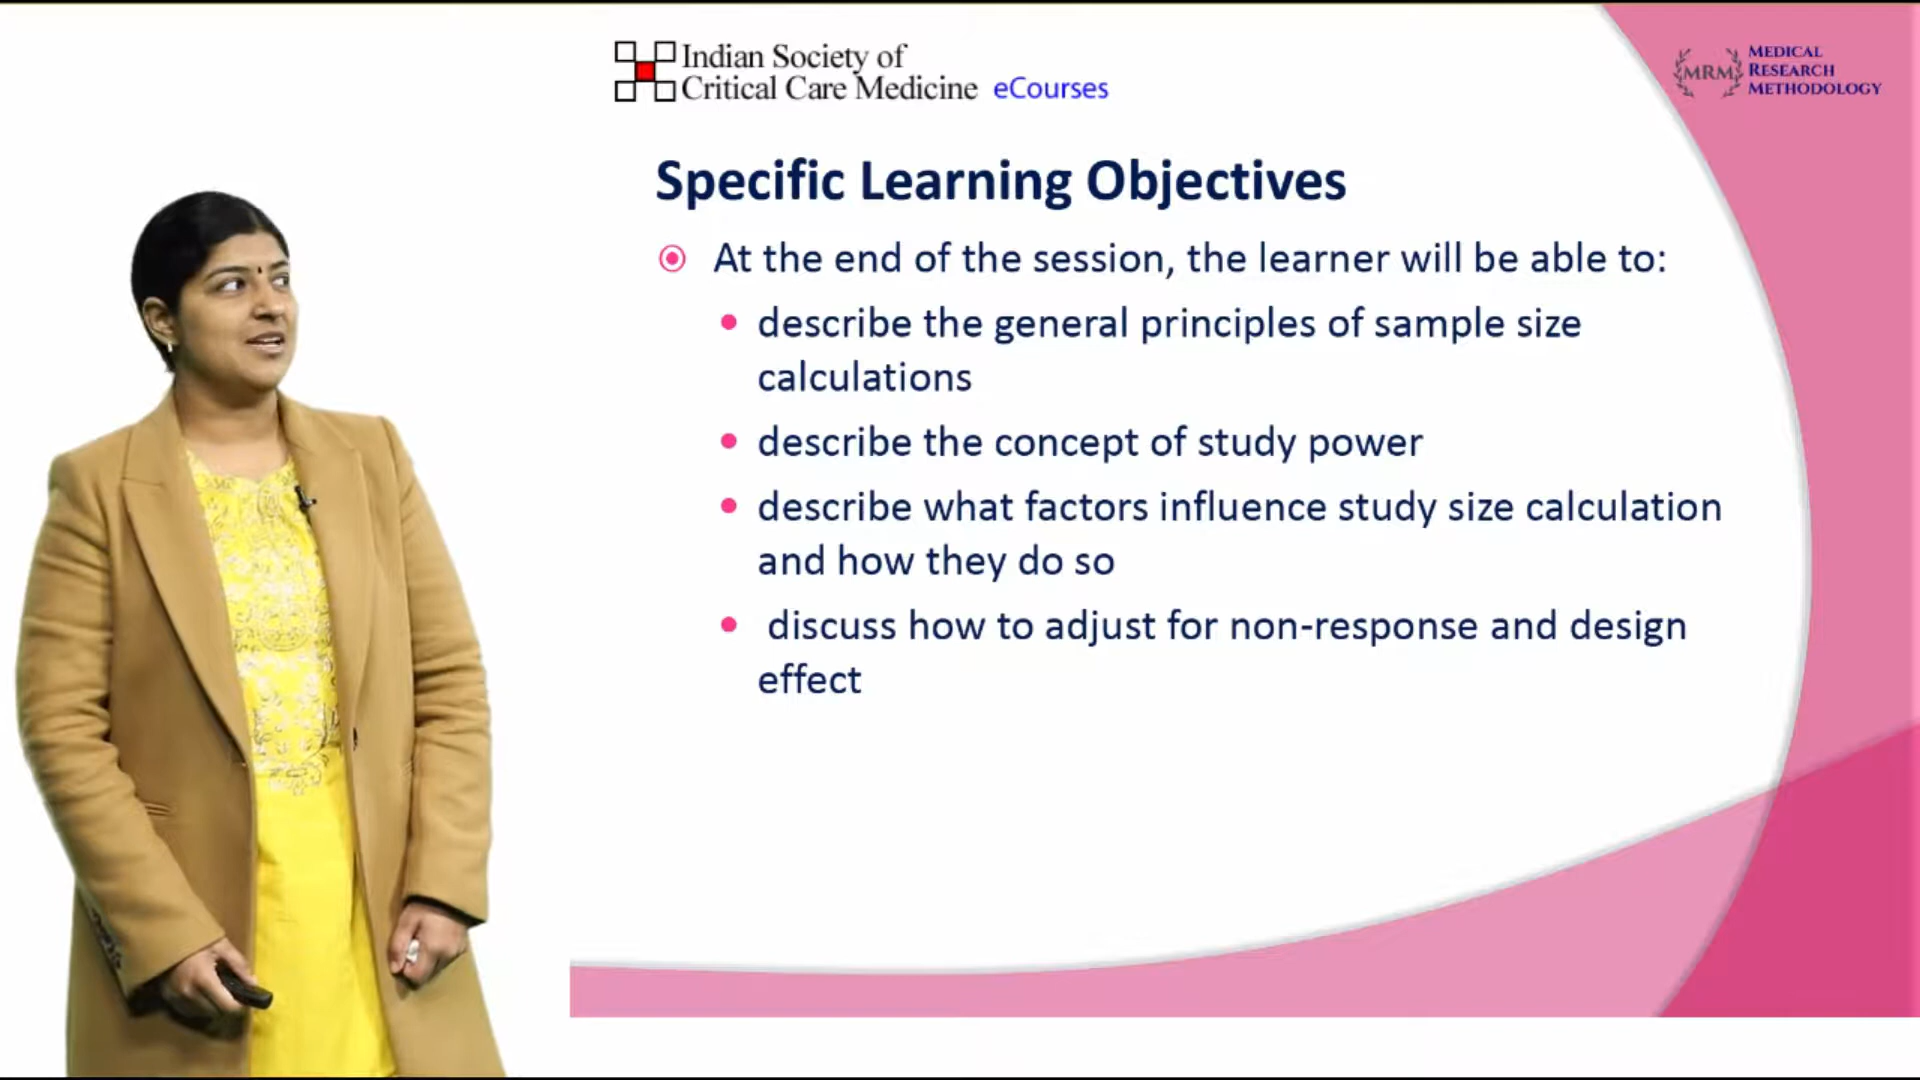 Indian Society of
Critical Care Medicine eCourses
MRM
MEDICAL
RESEARCH
METHODOLOGY
Specific Learning Objectives
At the end of the session, the learner will be able to:
describe the general principles of sample size
calculations
describe the concept of study power
describe what factors influence study size calculation
and how they do so
discuss how to adjust for non-response and design
effect